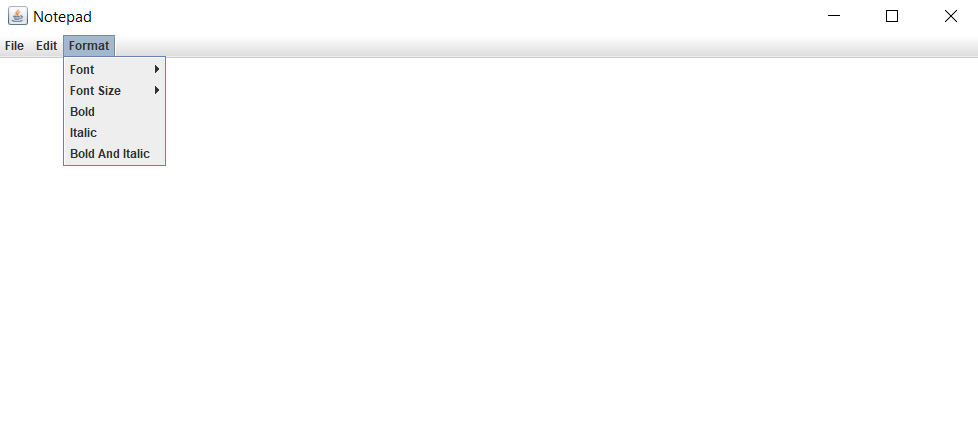 Notepad
File Edit Format
Font
Font Size
Bold
Italic
Bold And Italic